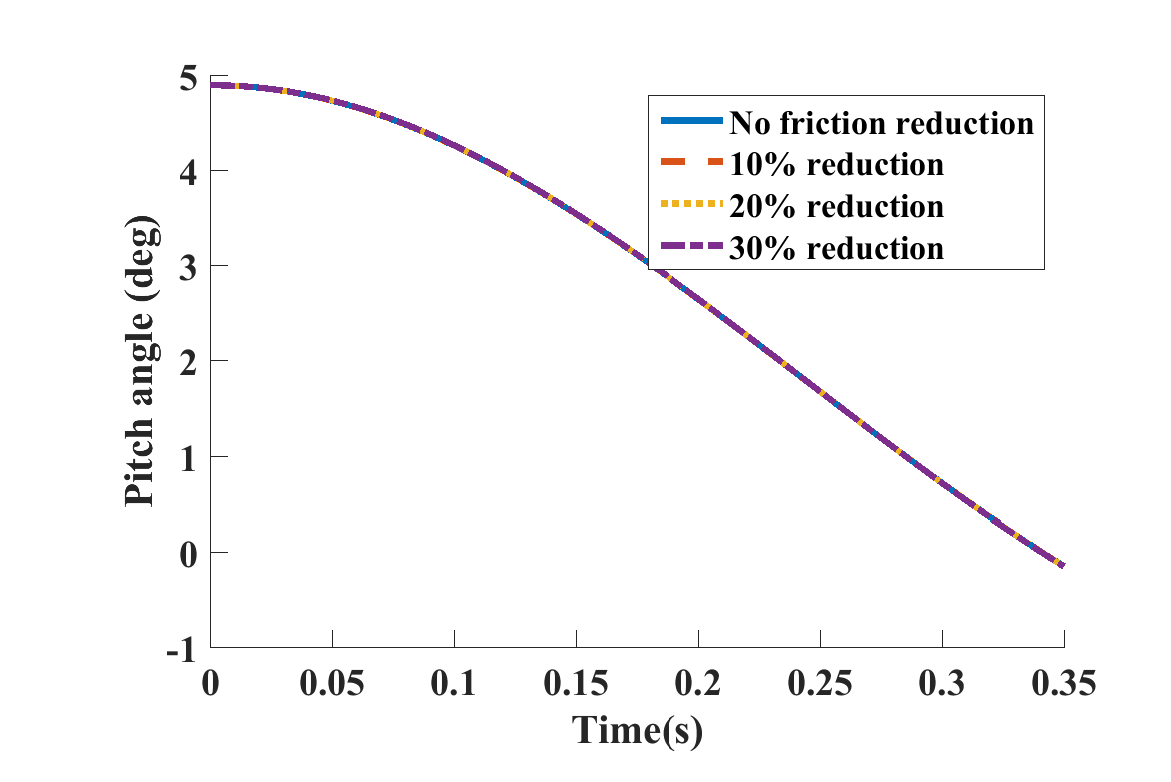 5
4
3
2
1
0
-1
Pitch angle (deg)
No friction reduction
10% reduction
20% reduction
30% reduction
0 0.05 0.1 0.15 0.2 0.25 0.3 0.35
Time(s)